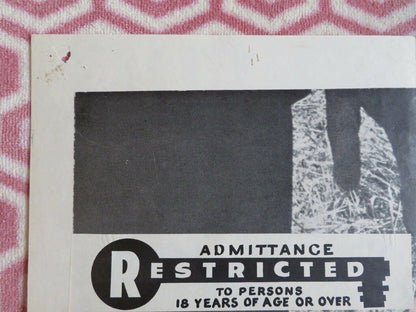 ADMITTANCE
RESTRICTED
TO PERSONS
18 YEARS OF AGE OR OVER